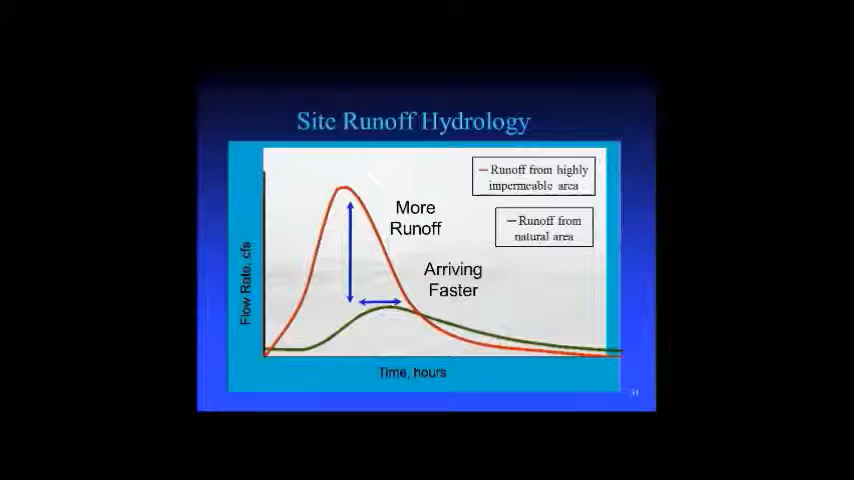 Site Runoff Hydrology
Runoff from highly
impermeable area
More
Runoff
Runoff from
natural area
Arriving
Faster
Flow Rate, cfs
Time, hours